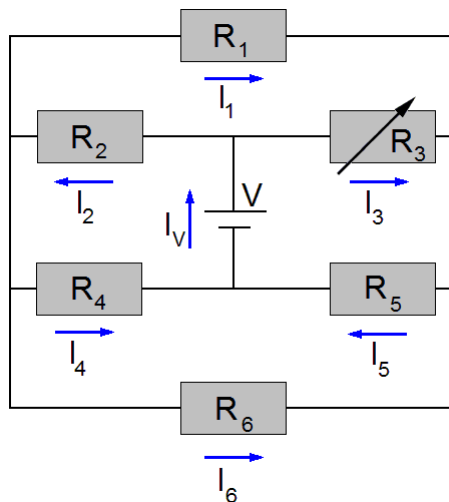 R₁
I₁
R₂
R₃
I₂
V
I₃
Iᵥ
R₄
R₅
I₄
I₅
R₆
I₆